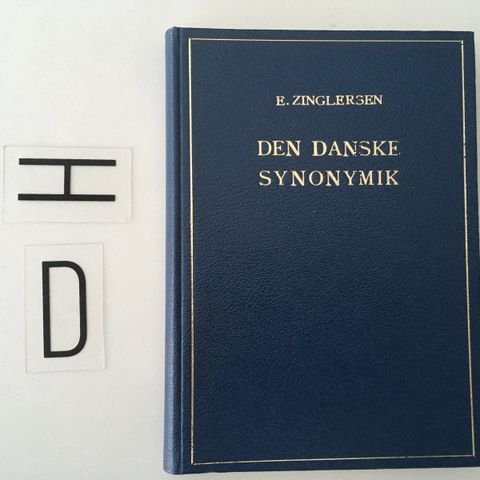 H
D
E. ZINGLERSEN
DEN DANSKE
SYNONYMIK